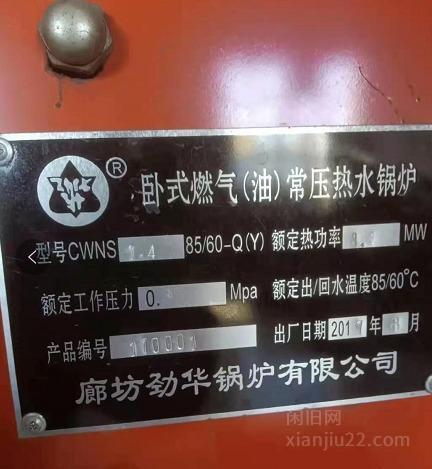 ®
卧式燃气(油)常压热水锅炉
型号CWNS 1.4 85/60-Q(Y) 额定热功率 MW
额定工作压力 0. Mpa 额定出/回水温度85/60℃
产品编号 110001 出厂日期 201 年 月
廊坊劲华锅炉有限公司
闲旧网
xianjiu22.com